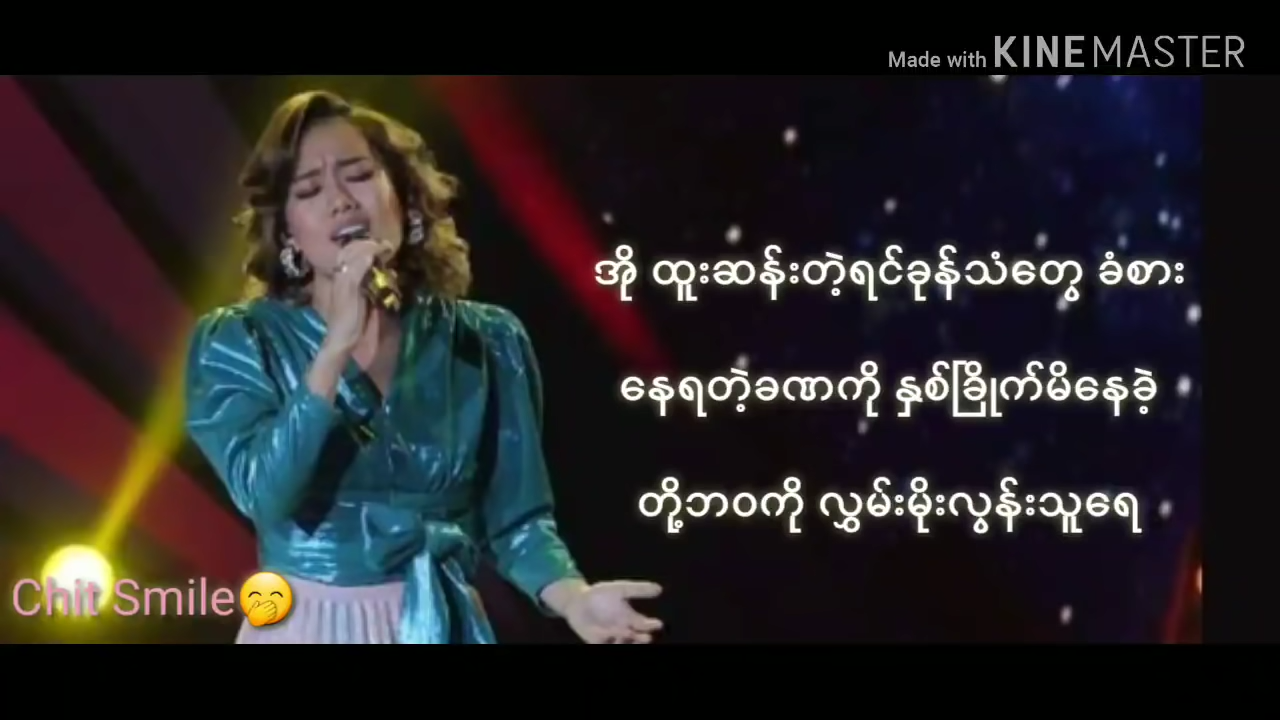 Made with KINEMASTER
အို ထူးဆန်းတဲ့ရင်ခုန်သံတွေ ခံစား
နေရတဲ့ခဏကို နှစ်ခြိုက်မိနေခဲ့
တို့ဘဝကို လွှမ်းမိုးလွန်းသူရေ
Chit Smile🤭